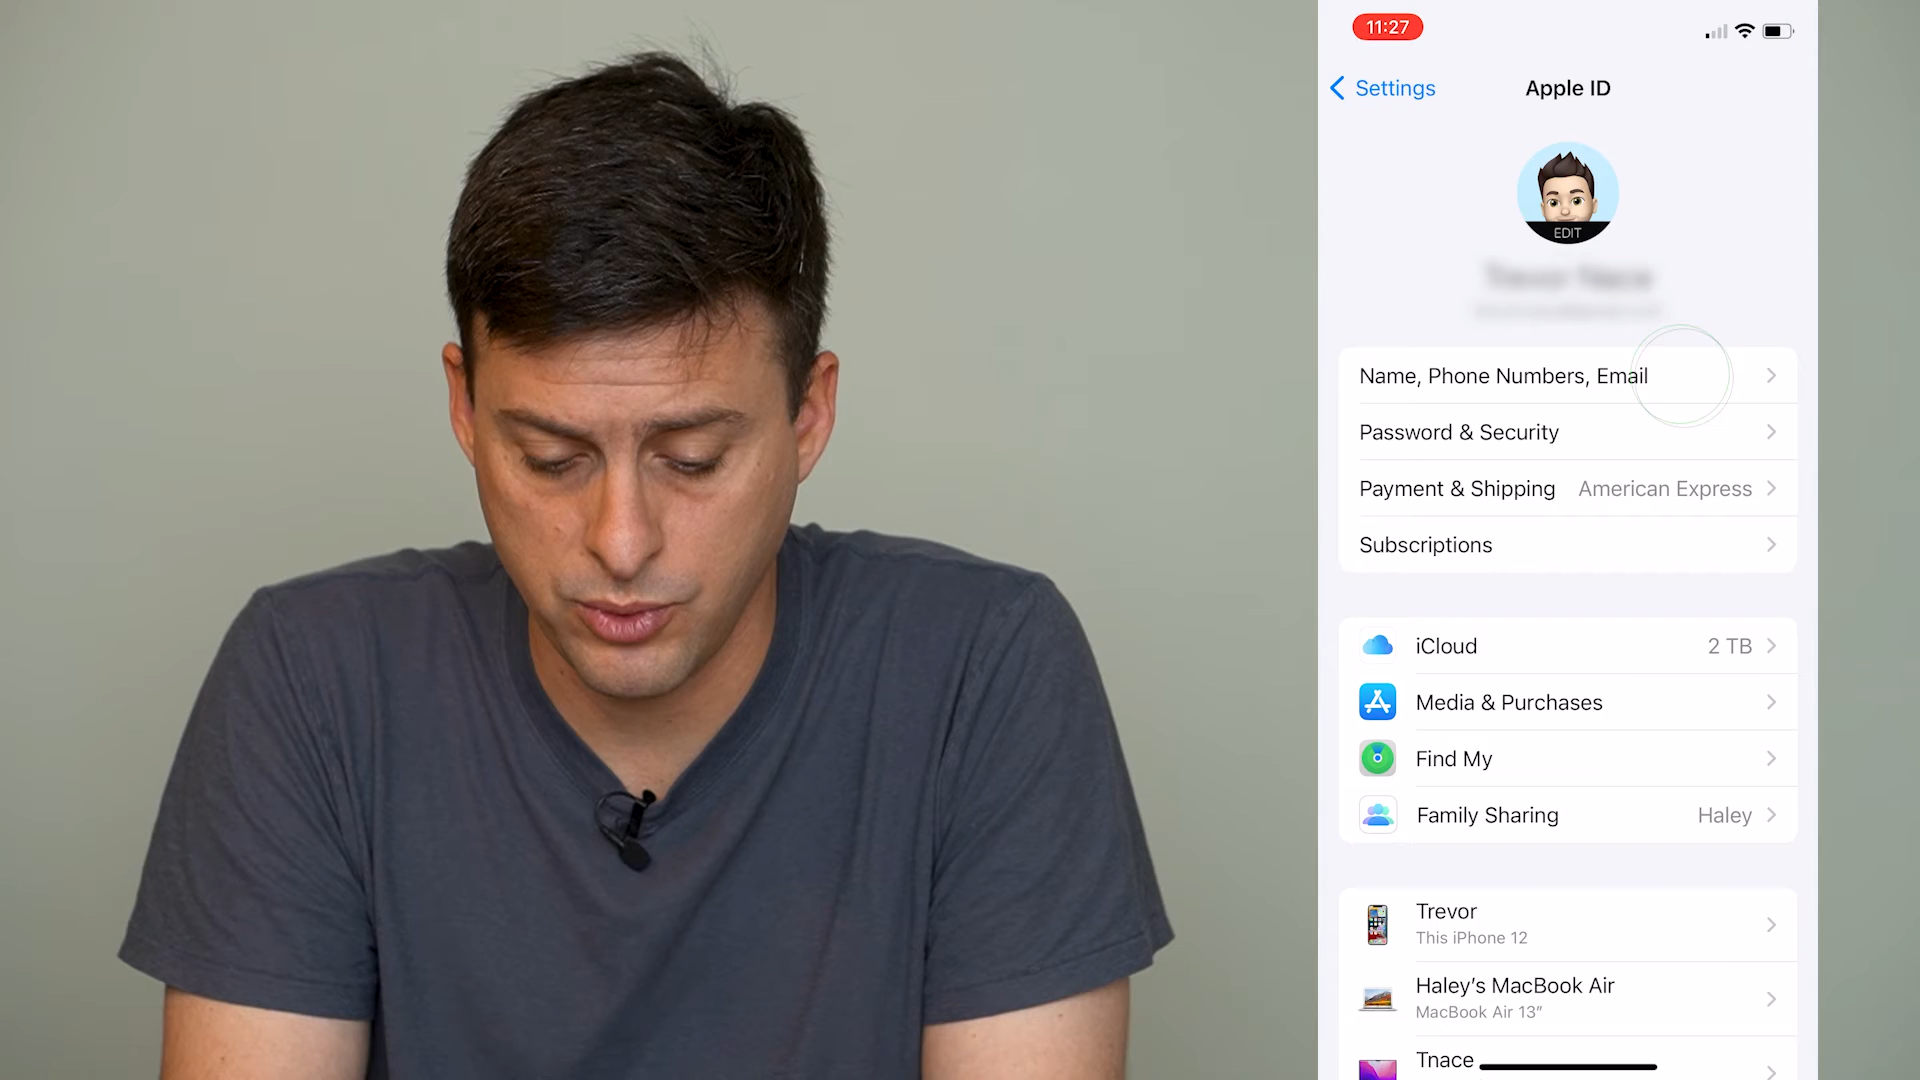 11:27
Settings
Apple ID
EDIT
Name, Phone Numbers, Email
Password & Security
Payment & Shipping American Express
Subscriptions
iCloud 2 TB
Media & Purchases
Find My
Family Sharing Haley
Trevor
This iPhone 12
Haley’s MacBook Air
MacBook Air 13”
Tnace